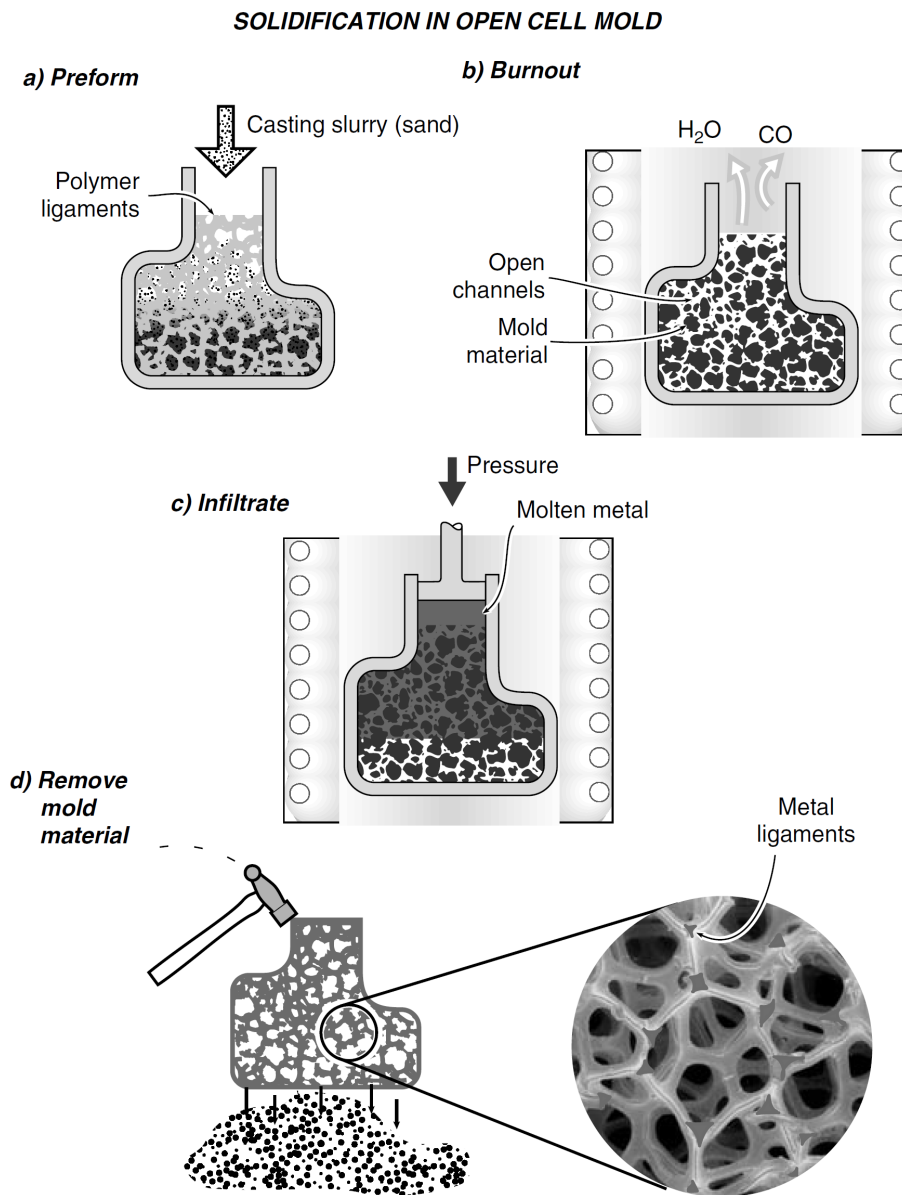 SOLIDIFICATION IN OPEN CELL MOLD
a) Preform
Casting slurry (sand)
Polymer
ligaments
b) Burnout
H₂O
CO
Open
channels
Mold
material
c) Infiltrate
Pressure
Molten metal
d) Remove
mold
material
Metal
ligaments